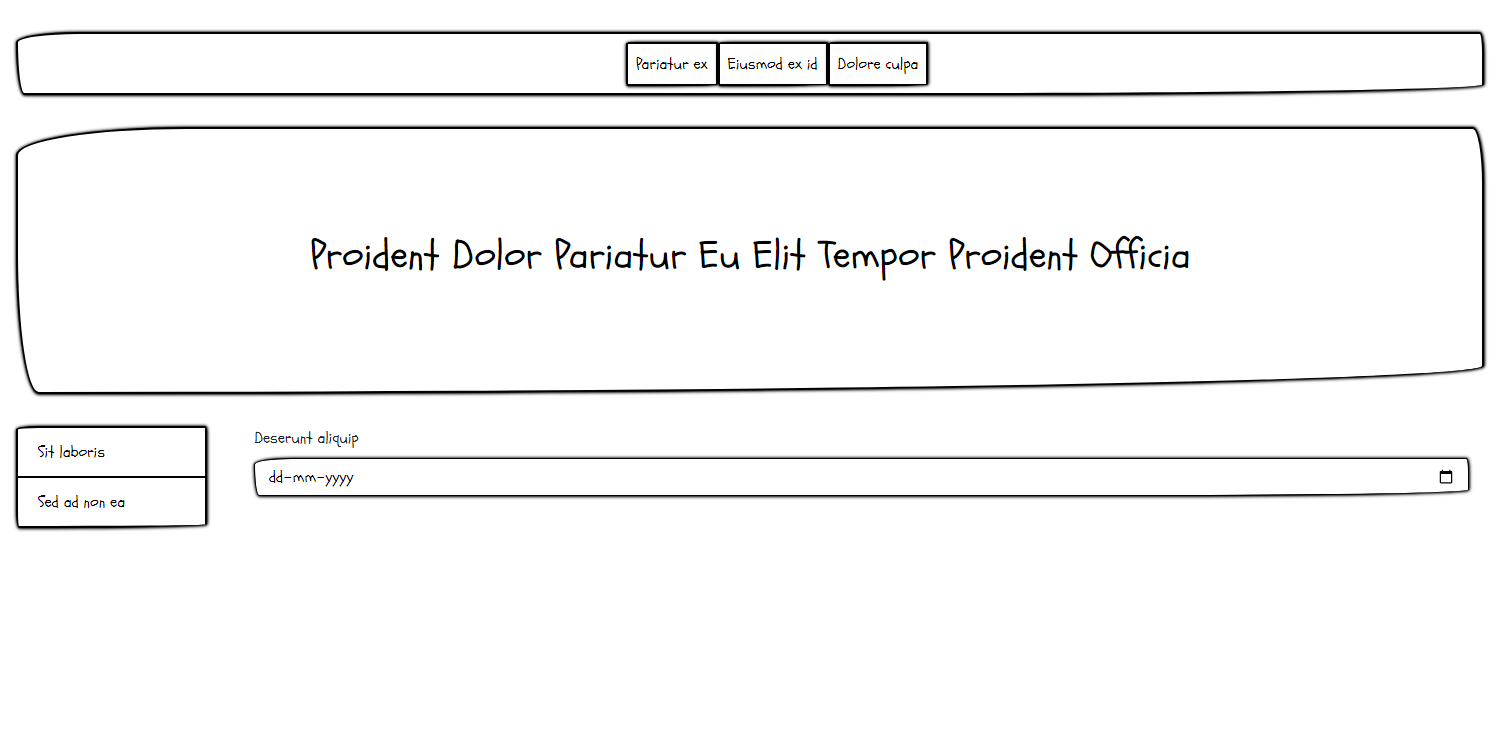 Pariatur ex Eiusmod ex id Dolore culpa
Proident Dolor Pariatur Eu Elit Tempor Proident Officia
Sit laboris
Sed ad non ea
Deserunt aliquip
dd-mm-yyyy